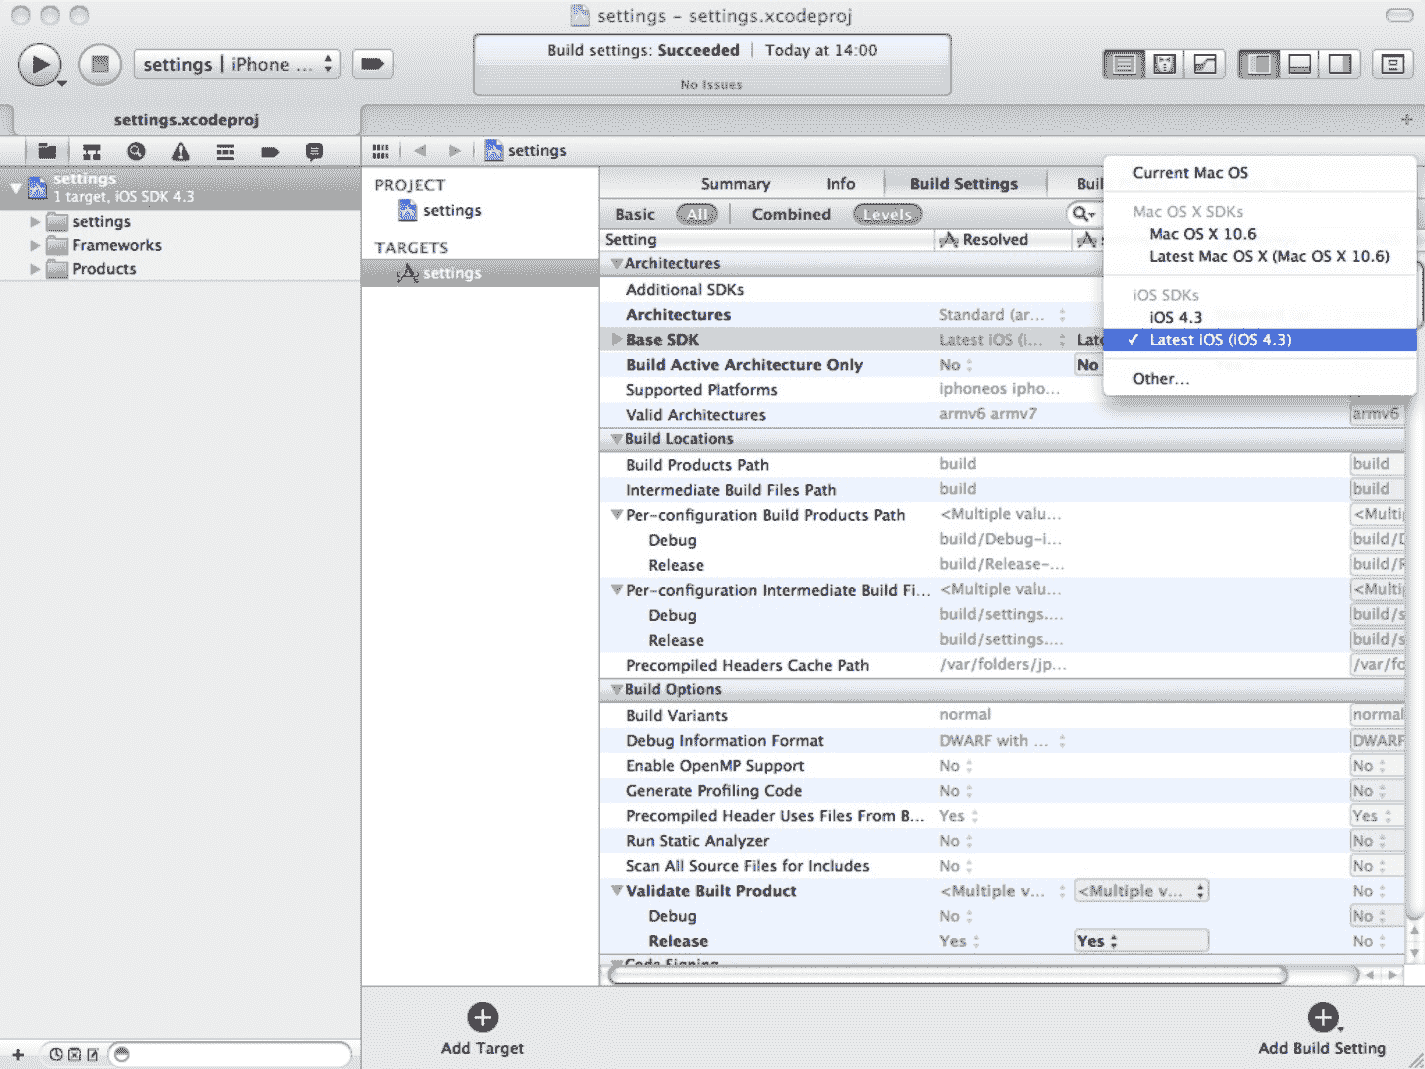 settings – settings.xcodeproj
settings | iPhone ...
Build settings: Succeeded | Today at 14:00
No Issues
settings.xcodeproj
settings
1 target, iOS SDK 4.3
settings
Frameworks
Products
settings
PROJECT
settings
TARGETS
settings
Summary Info Build Settings
Basic All Combined Levels
Setting Resolved
Architectures
Additional SDKs
Architectures Standard (ar...
Base SDK Latest iOS (i...
Build Active Architecture Only No No
Supported Platforms iphoneos ipho...
Valid Architectures armv6 armv7 armv6
Build Locations
Build Products Path build build
Intermediate Build Files Path build build
Per-configuration Build Products Path <Multiple valu... <Multi
Debug build/Debug-i... build/
Release build/Release-... build/
Per-configuration Intermediate Build Fi... <Multiple valu... <Multi
Debug build/settings.... build/s
Release build/settings.... build/s
Precompiled Headers Cache Path /var/folders/jp... /var/fo
Build Options
Build Variants normal normal
Debug Information Format DWARF with ... DWARF
Enable OpenMP Support No No
Generate Profiling Code No No
Precompiled Header Uses Files From B... Yes Yes
Run Static Analyzer No No
Scan All Source Files for Includes No No
Validate Built Product <Multiple v... <Multiple v... No
Debug No No
Release Yes Yes No
Code Signing
Current Mac OS
Mac OS X SDKs
Mac OS X 10.6
Latest Mac OS X (Mac OS X 10.6)
iOS SDKs
iOS 4.3
✓ Latest iOS (iOS 4.3)
Other...
Add Target
Add Build Setting